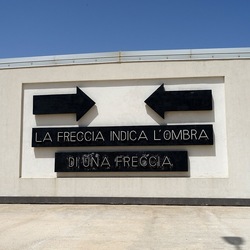 LA FRECCIA INDICA L'OMBRA
DI UNA FRECCIA